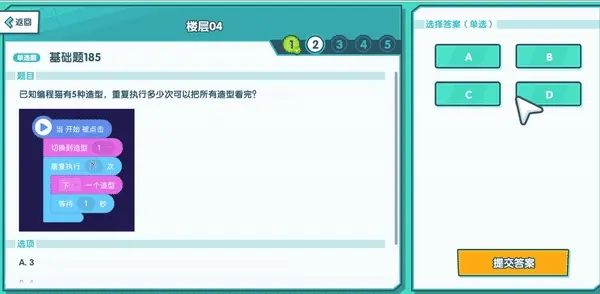 返回
楼层04
1 2 3 4 5
单选题 基础题185
题目
已知编程猫有5种造型，重复执行多少次可以把所有造型看完？
当 开始 被点击
切换到造型 1
重复执行 ? 次
下 一个造型
等待 1 秒
选项
A. 3
选择答案（单选）
A B
C D
提交答案